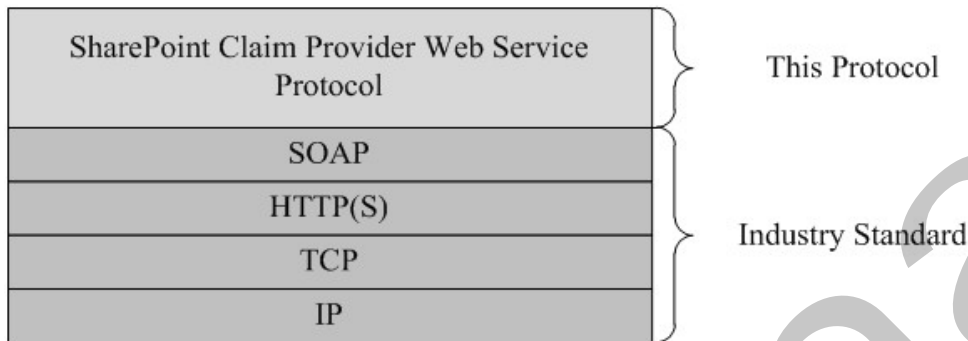 SharePoint Claim Provider Web Service
Protocol
This Protocol
SOAP
HTTP(S)
TCP
IP
Industry Standard